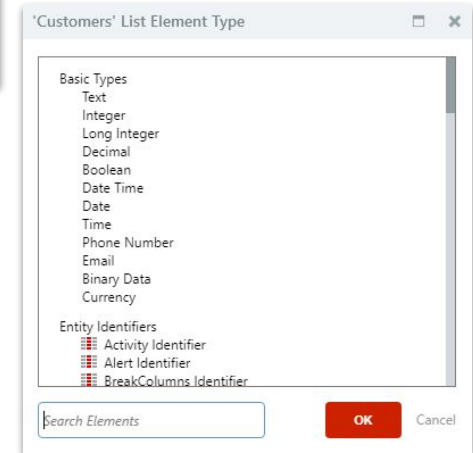 'Customers' List Element Type
Basic Types
Text
Integer
Long Integer
Decimal
Boolean
Date Time
Date
Time
Phone Number
Email
Binary Data
Currency
Entity Identifiers
Activity Identifier
Alert Identifier
BreakColumns Identifier
Search Elements
OK
Cancel